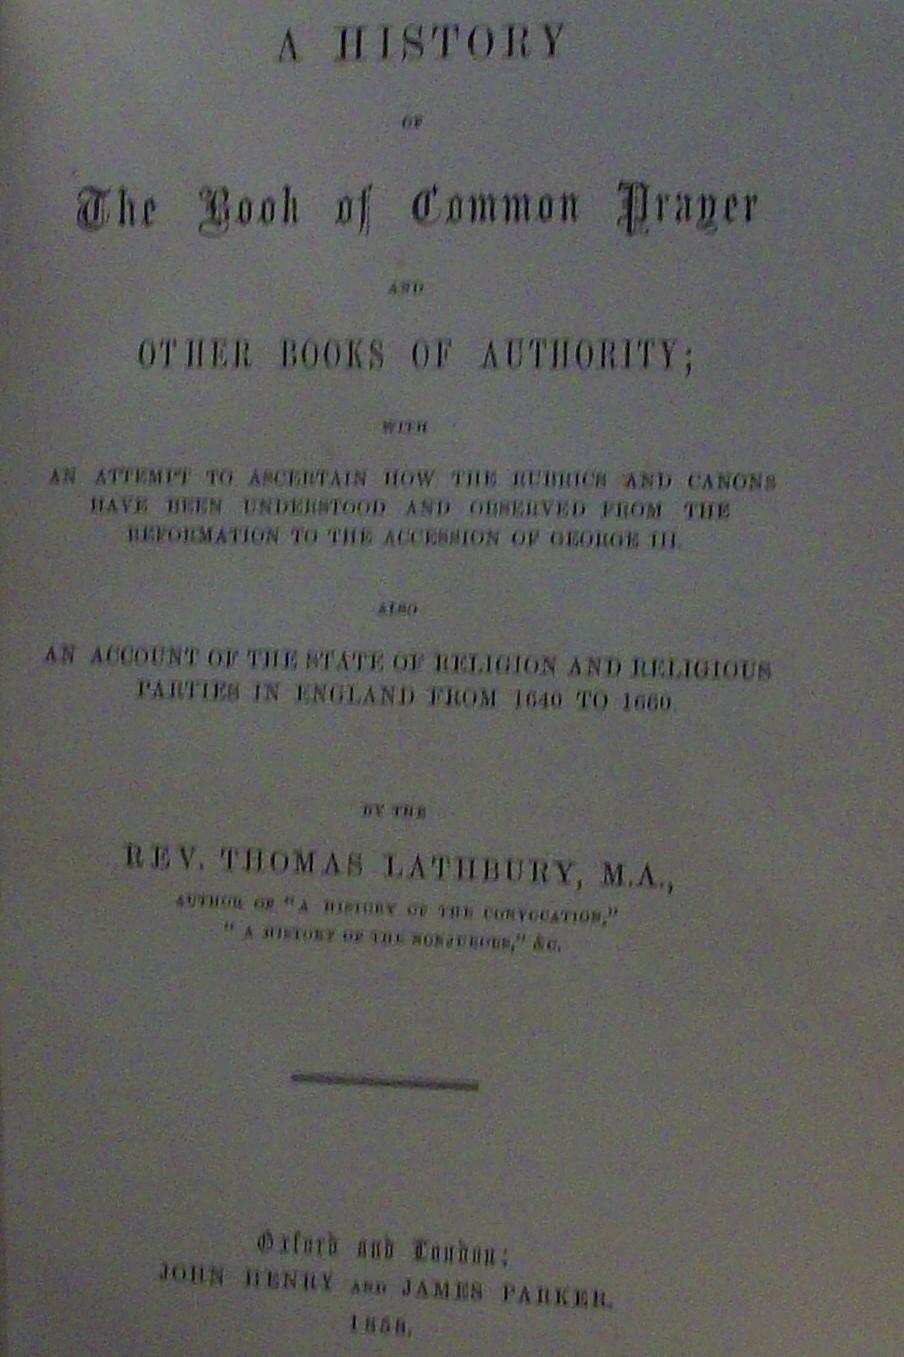 A HISTORY
OF
The Book of Common Prayer
AND
OTHER BOOKS OF AUTHORITY;
WITH
AN ATTEMPT TO ASCERTAIN HOW THE RUBRICS AND CANONS
HAVE BEEN UNDERSTOOD AND OBSERVED FROM THE
REFORMATION TO THE ACCESSION OF GEORGE III.
ALSO
AN ACCOUNT OF THE STATE OF RELIGION AND RELIGIOUS
PARTIES IN ENGLAND FROM 1640 TO 1660.
BY THE
REV. THOMAS LATHBURY, M.A.,
AUTHOR OF "A HISTORY OF THE CONVOCATION,"
"A HISTORY OF THE NONJURORS," &C.
Oxford and London:
JOHN HENRY AND JAMES PARKER.
1858.